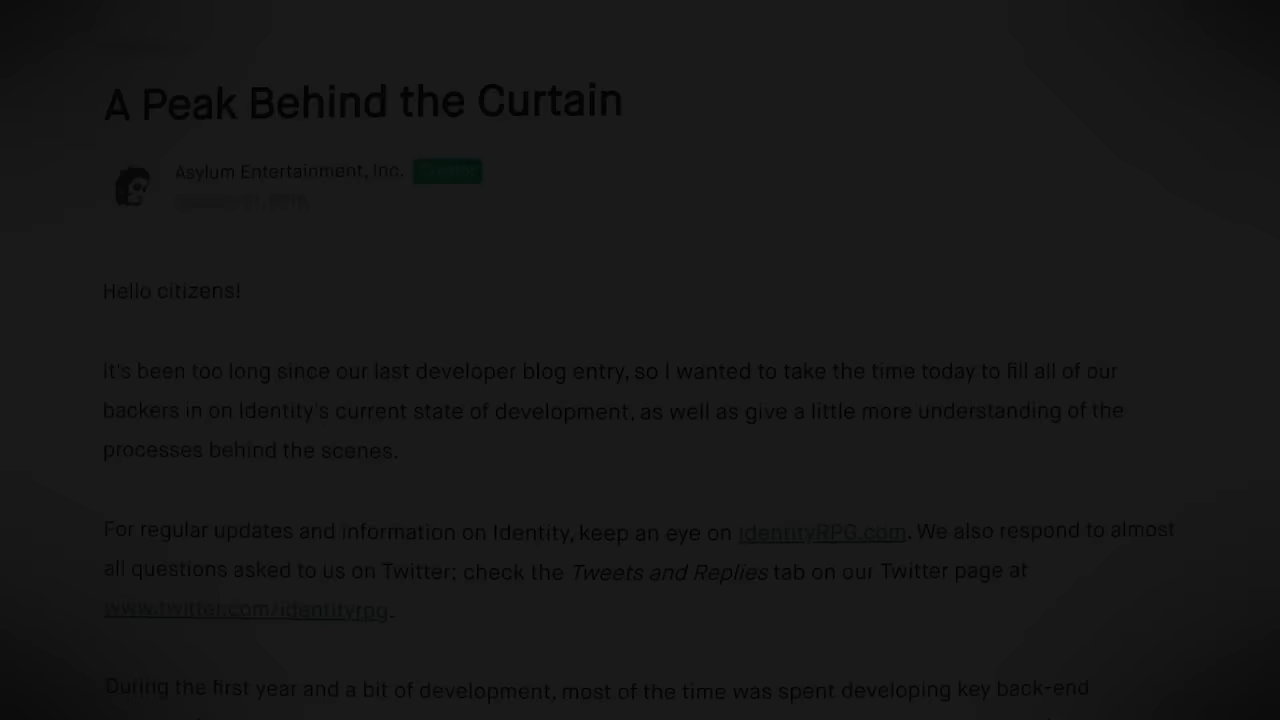 A Peak Behind the Curtain
Asylum Entertainment, Inc.
Hello citizens!
It's been too long since our last developer blog entry, so I wanted to take the time today to fill all of our
backers in on Identity's current state of development, as well as give a little more understanding of the
processes behind the scenes.
For regular updates and information on Identity, keep an eye on identityRPG.com. We also respond to almost
all questions asked to us on Twitter; check the Tweets and Replies tab on our Twitter page at
www.twitter.com/identityrpg.
During the first year and a bit of development, most of the time was spent developing key back-end